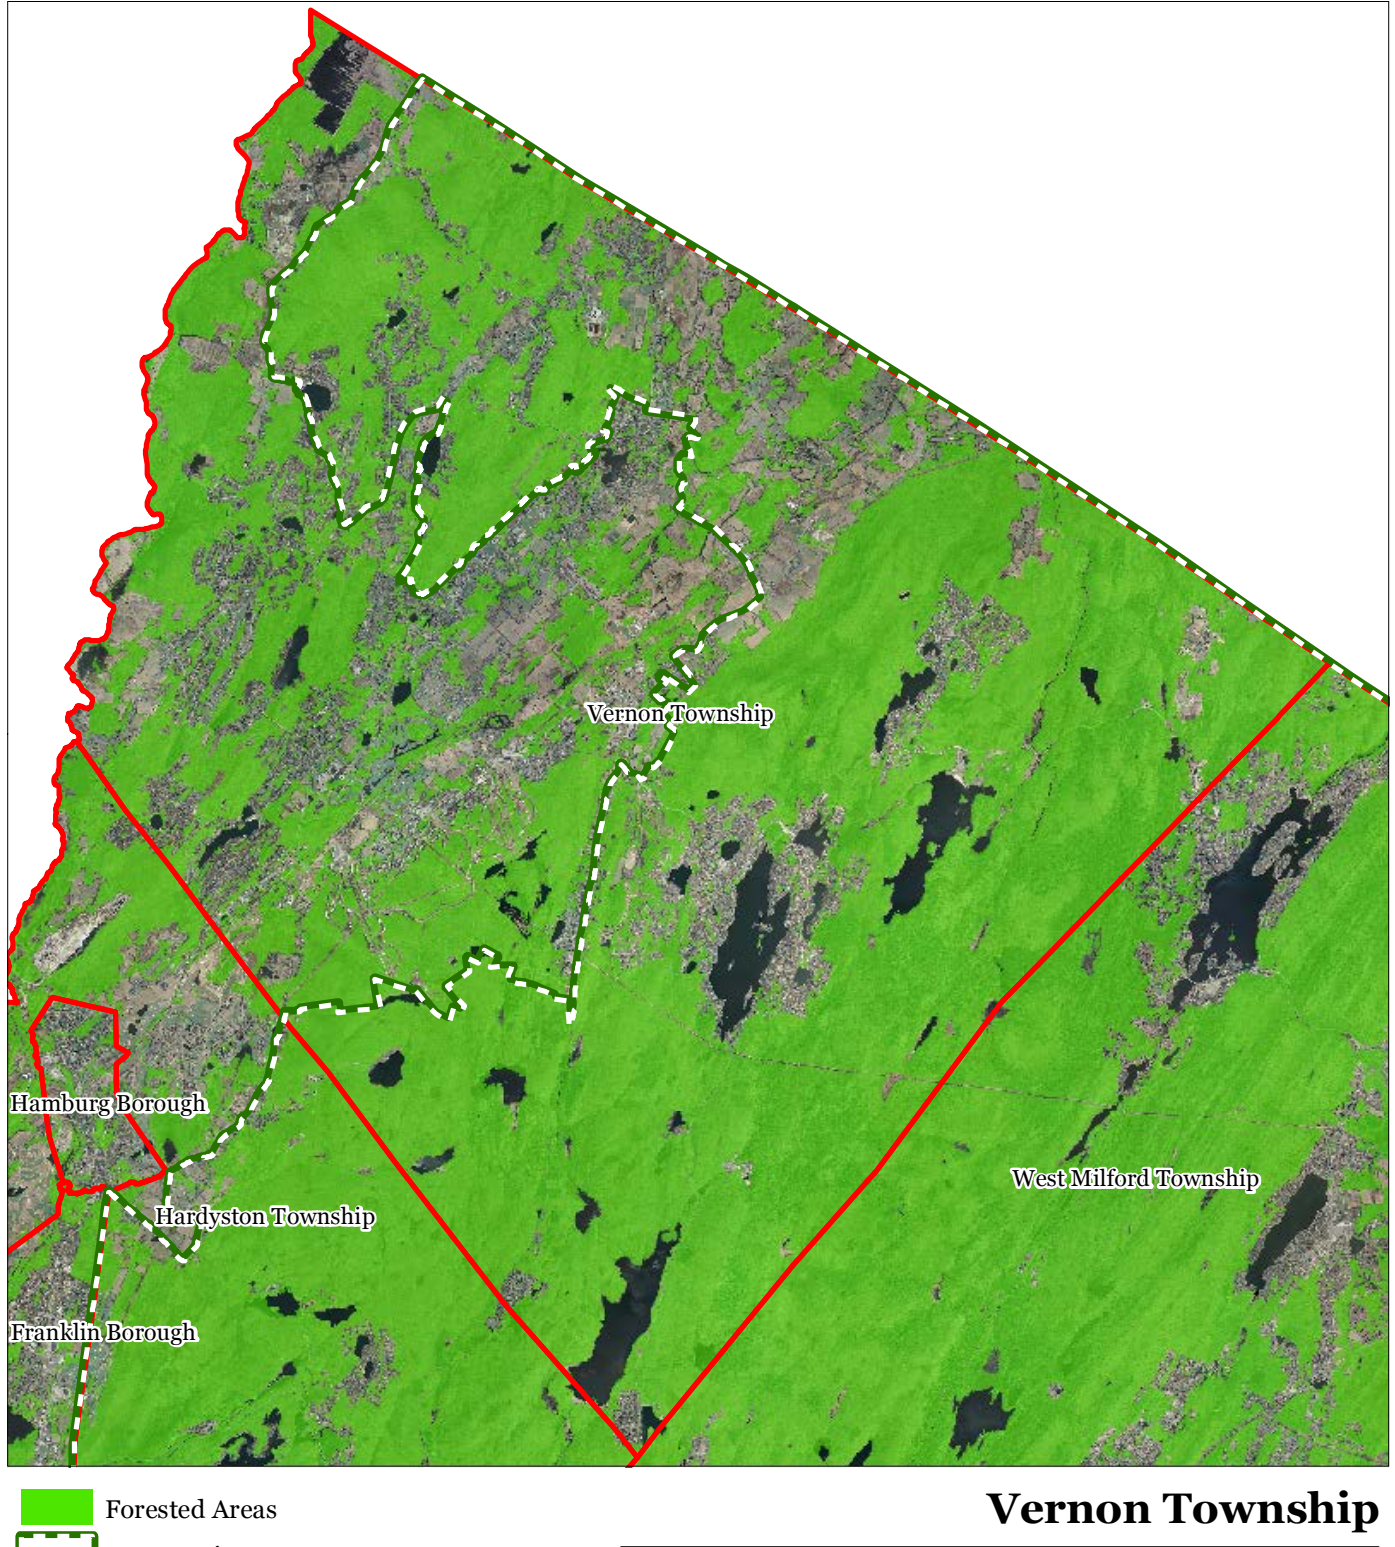 Vernon Township
Hamburg Borough
West Milford Township
Hardyston Township
Franklin Borough
Forested Areas
Vernon Township